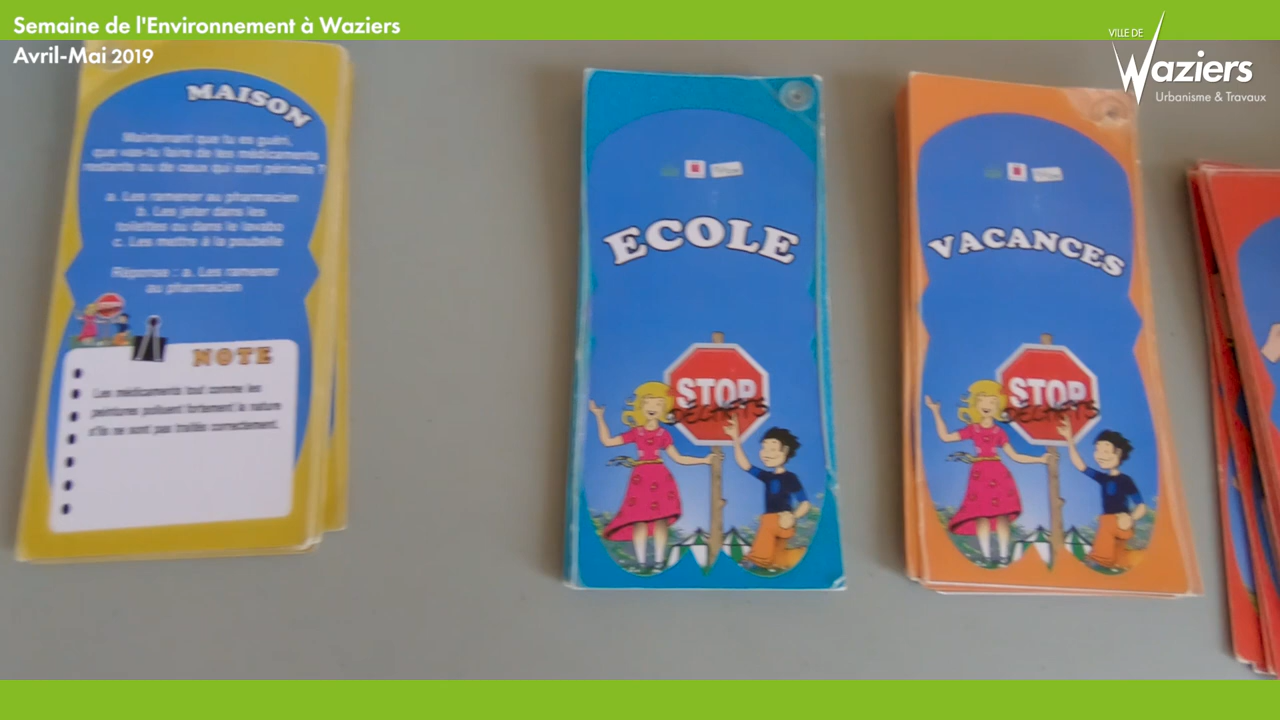 Semaine de l'Environnement à Waziers
Avril-Mai 2019
VILLE DE
Waziers
Urbanisme & Travaux
MAISON
Maintenant que tu es guéri,
que vas-tu faire de tes médicaments
restants ou de ceux qui sont périmés ?
a. Les ramener au pharmacien
b. Les jeter dans les
toilettes ou dans le lavabo
c. Les mettre à la poubelle
Réponse : a. Les ramener
au pharmacien
NOTE
Les médicaments tout comme les
peintures polluent fortement la nature
s'ils ne sont pas traités correctement.
ECOLE
STOP
DÉCHETS
VACANCES
STOP
DÉCHETS